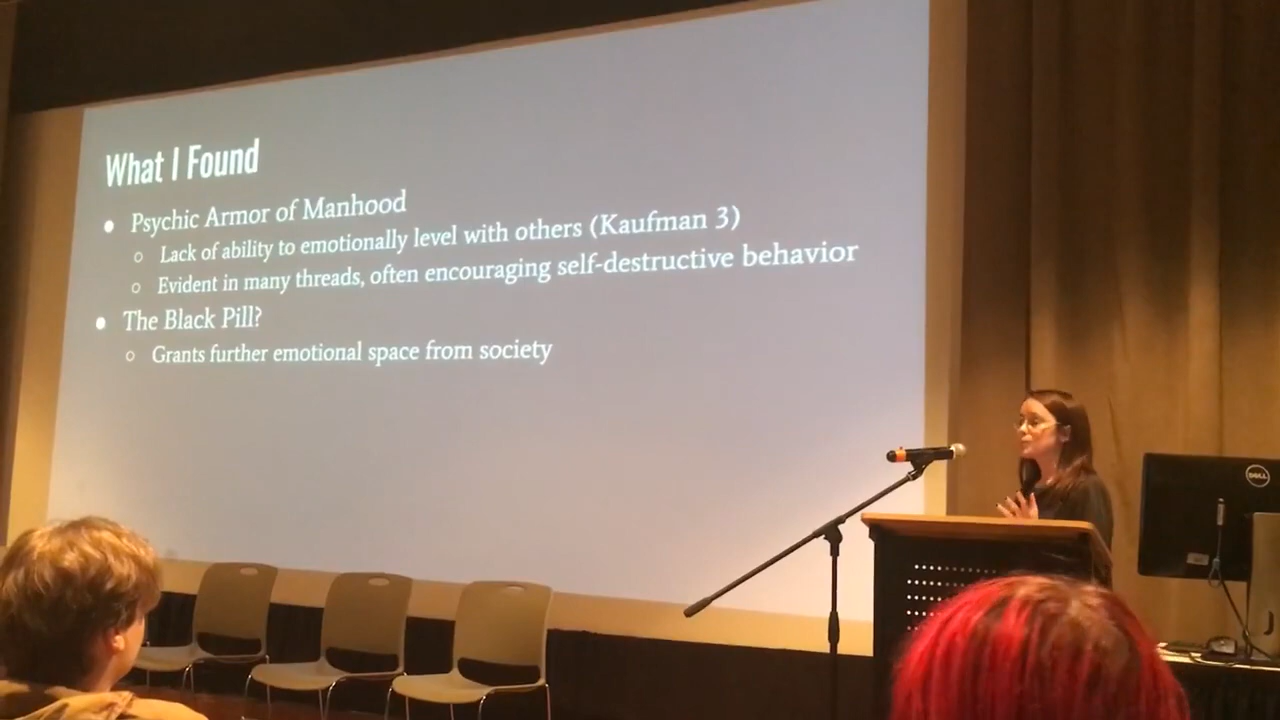 What I Found
Psychic Armor of Manhood
Lack of ability to emotionally level with others (Kaufman 3)
Evident in many threads, often encouraging self-destructive behavior
The Black Pill?
Grants further emotional space from society
DELL